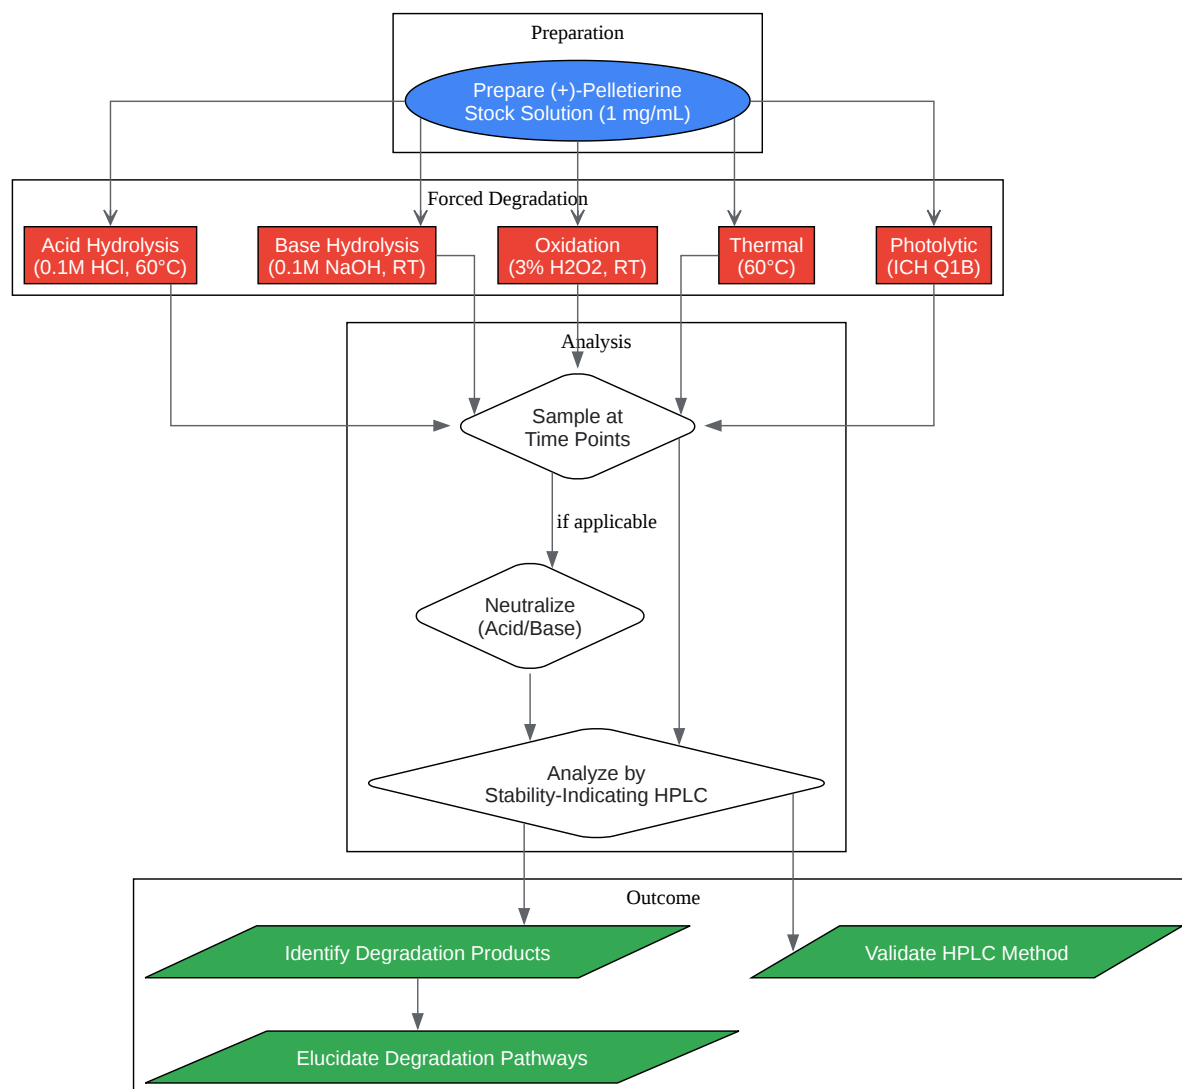 Preparation
Prepare (+)-Pelletierine
Stock Solution (1 mg/mL)
Forced Degradation
Acid Hydrolysis
(0.1M HCl, 60°C)
Base Hydrolysis
(0.1M NaOH, RT)
Oxidation
(3% H2O2, RT)
Thermal
(60°C)
Photolytic
(ICH Q1B)
Analysis
Sample at
Time Points
if applicable
Neutralize
(Acid/Base)
Analyze by
Stability-Indicating HPLC
Outcome
Identify Degradation Products
Validate HPLC Method
Elucidate Degradation Pathways